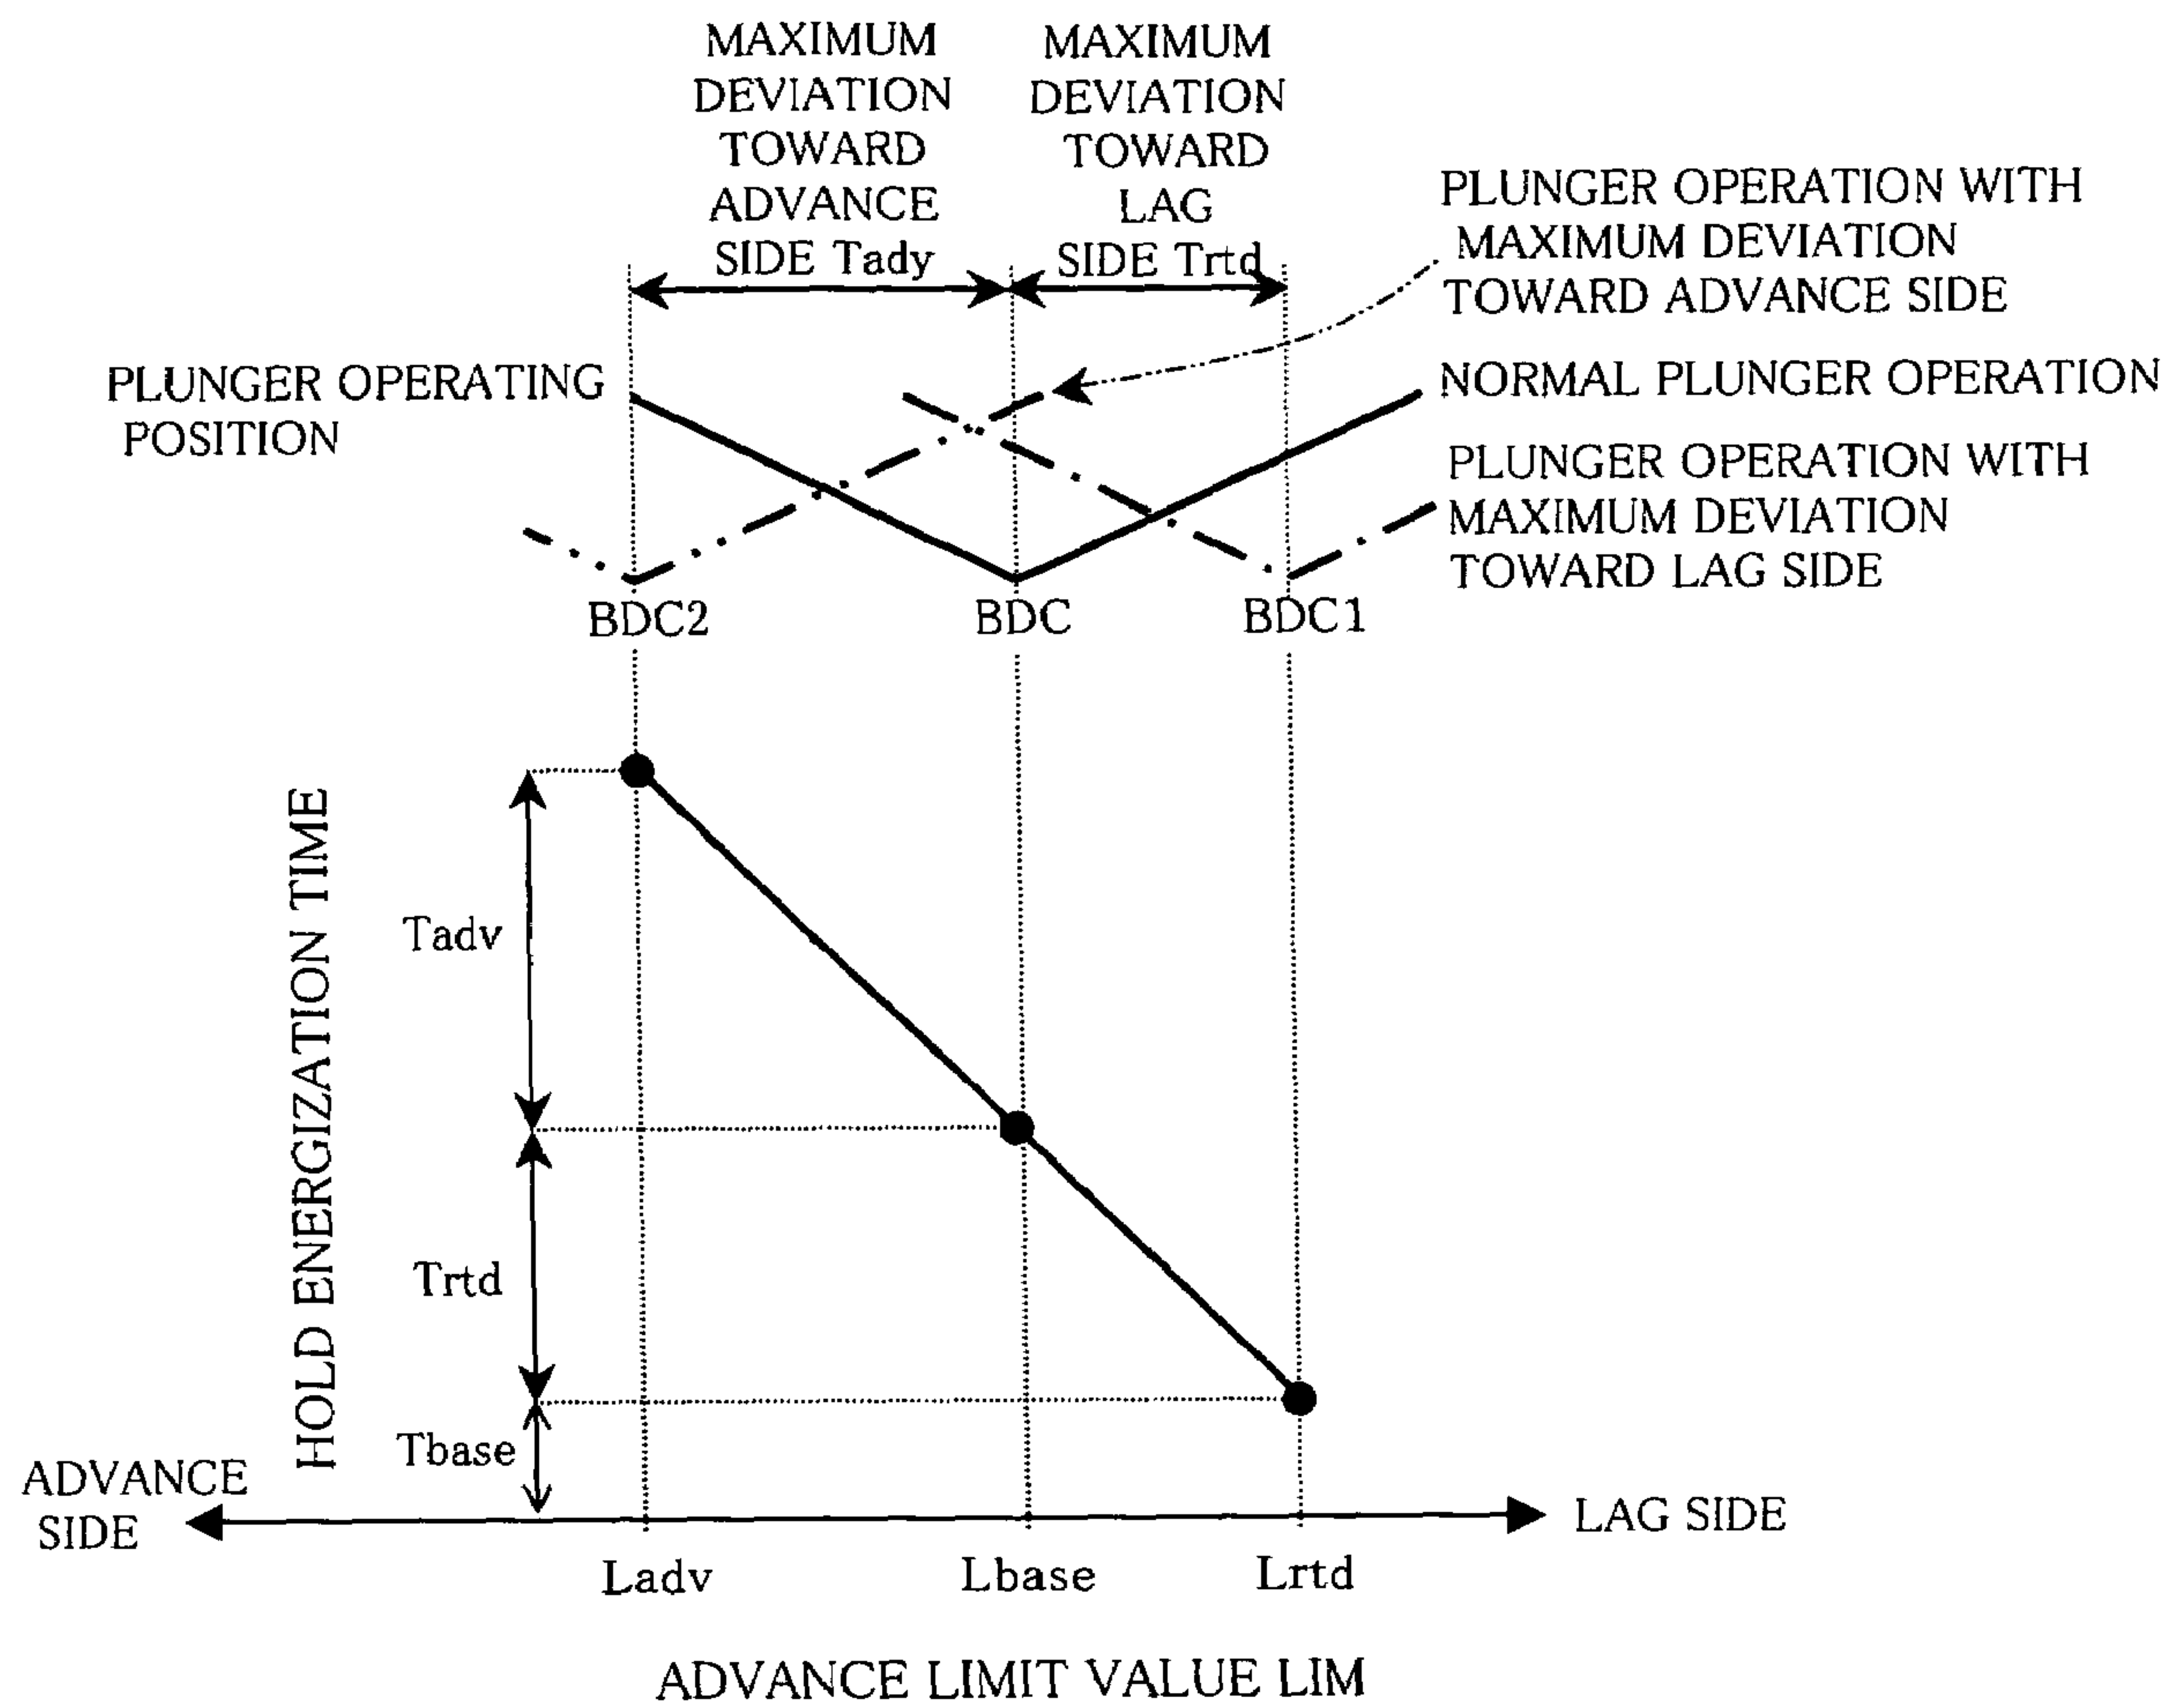 MAXIMUM
DEVIATION
TOWARD
ADVANCE
SIDE Tady
MAXIMUM
DEVIATION
TOWARD
LAG
SIDE Trtd
PLUNGER OPERATION WITH
MAXIMUM DEVIATION
TOWARD ADVANCE SIDE
PLUNGER OPERATING
POSITION
NORMAL PLUNGER OPERATION
PLUNGER OPERATION WITH
MAXIMUM DEVIATION
TOWARD LAG SIDE
BDC2
BDC
BDC1
HOLD ENERGIZATION TIME
Tadv
Trtd
Tbase
ADVANCE
SIDE
LAG SIDE
Ladv
Lbase
Lrtd
ADVANCE LIMIT VALUE LIM